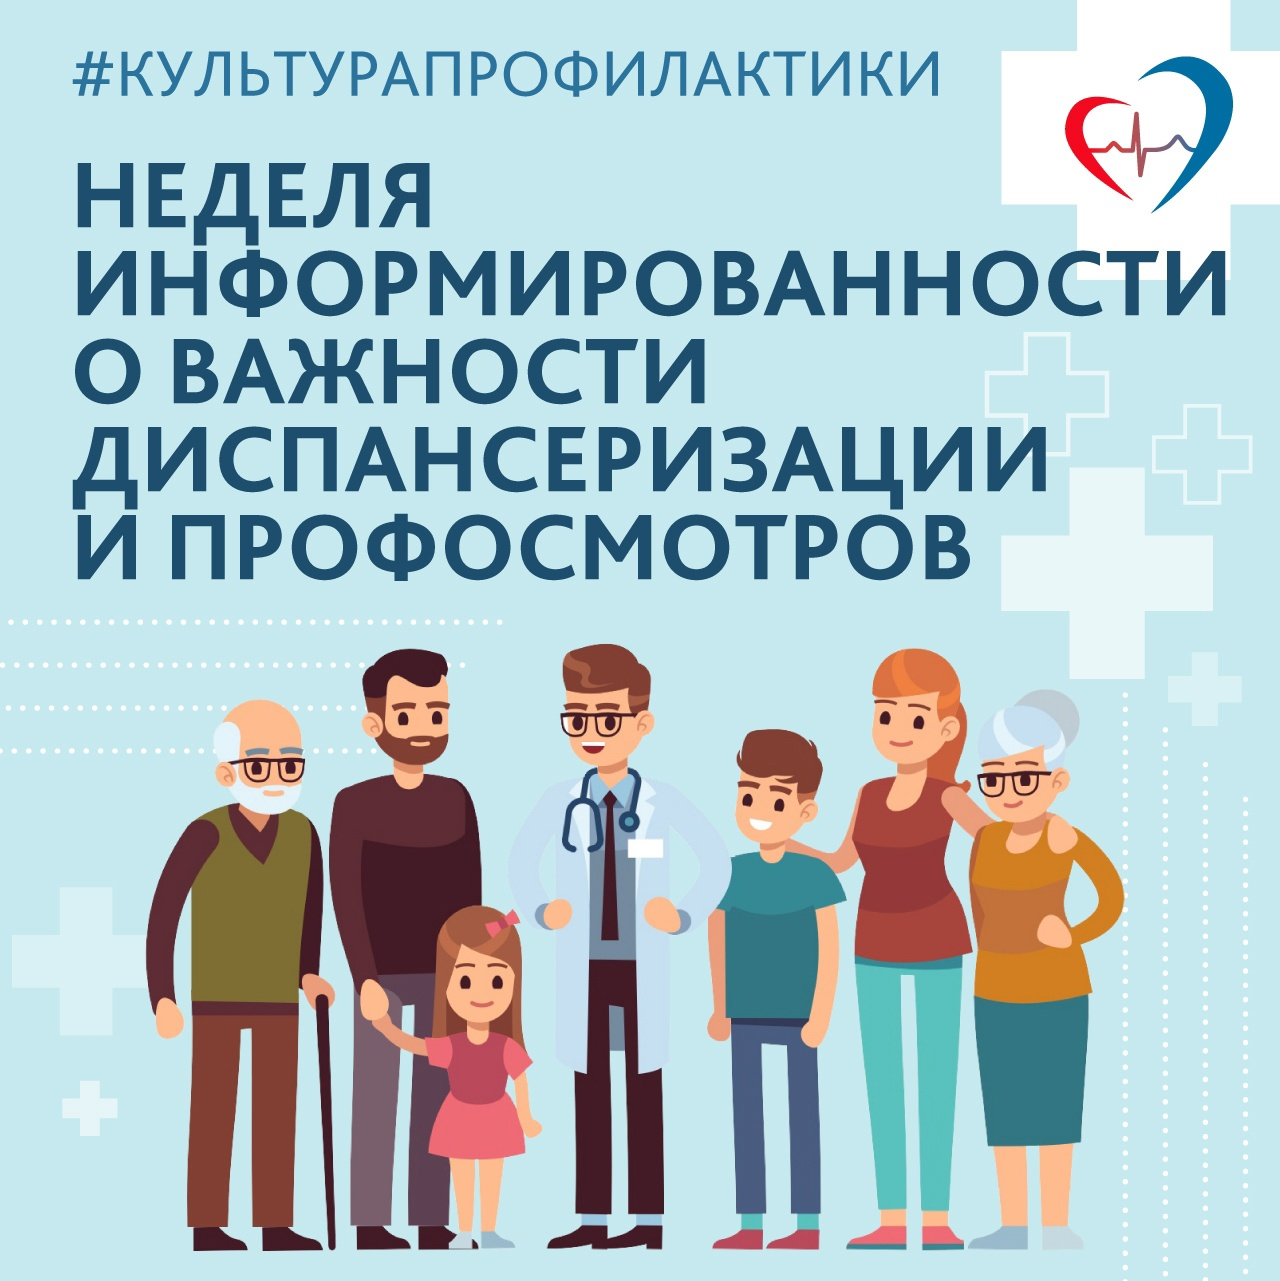 #КУЛЬТУРАПРОФИЛАКТИКИ
НЕДЕЛЯ
ИНФОРМИРОВАННОСТИ
О ВАЖНОСТИ
ДИСПАНСЕРИЗАЦИИ
И ПРОФОСМОТРОВ